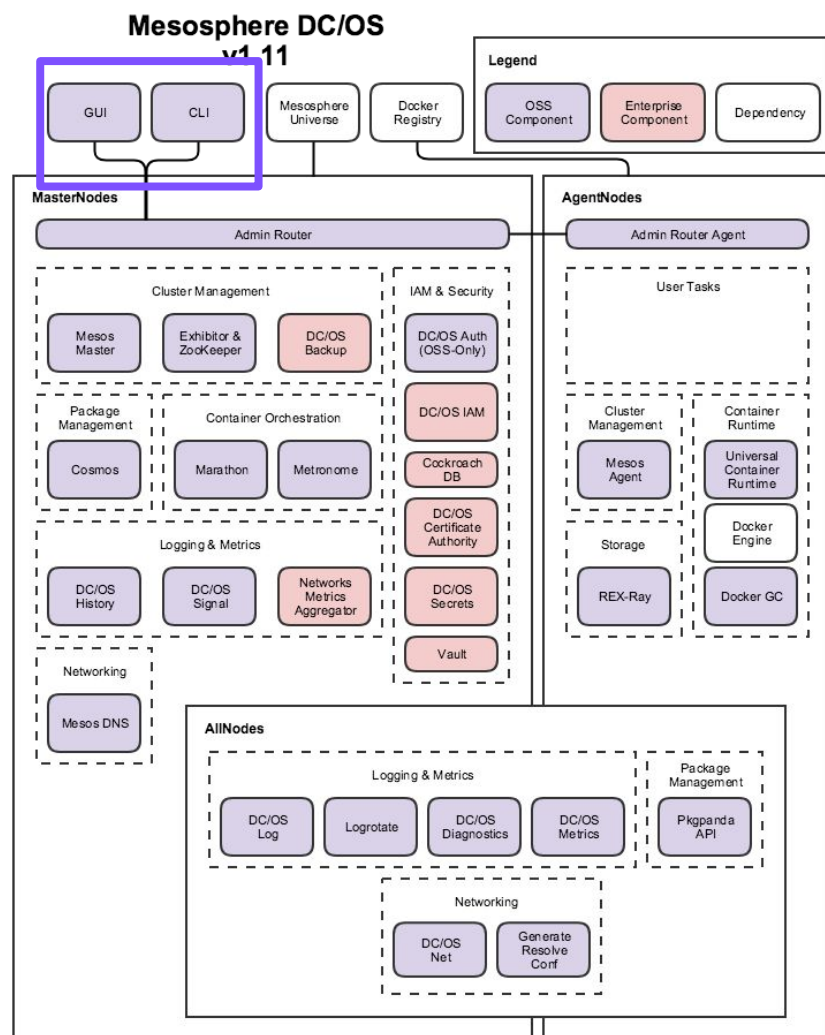 Mesosphere DC/OS
v1.11
Legend
GUI
CLI
Mesosphere
Universe
Docker
Registry
OSS
Component
Enterprise
Component
Dependency
MasterNodes
Admin Router
Cluster Management
Mesos
Master
Exhibitor &
ZooKeeper
DC/OS
Backup
Package
Management
Cosmos
Container Orchestration
Marathon
Metronome
Logging & Metrics
DC/OS
History
DC/OS
Signal
Networks
Metrics
Aggregator
Networking
Mesos DNS
IAM & Security
DC/OS Auth
(OSS-Only)
DC/OS IAM
Cockroach
DB
DC/OS
Certificate
Authority
DC/OS
Secrets
Vault
AgentNodes
Admin Router Agent
User Tasks
Cluster
Management
Mesos
Agent
Storage
REX-Ray
Container
Runtime
Universal
Container
Runtime
Docker
Engine
Docker GC
AllNodes
Logging & Metrics
DC/OS
Log
Logrotate
DC/OS
Diagnostics
DC/OS
Metrics
Package
Management
Pkgpanda
API
Networking
DC/OS
Net
Generate
Resolve
Conf